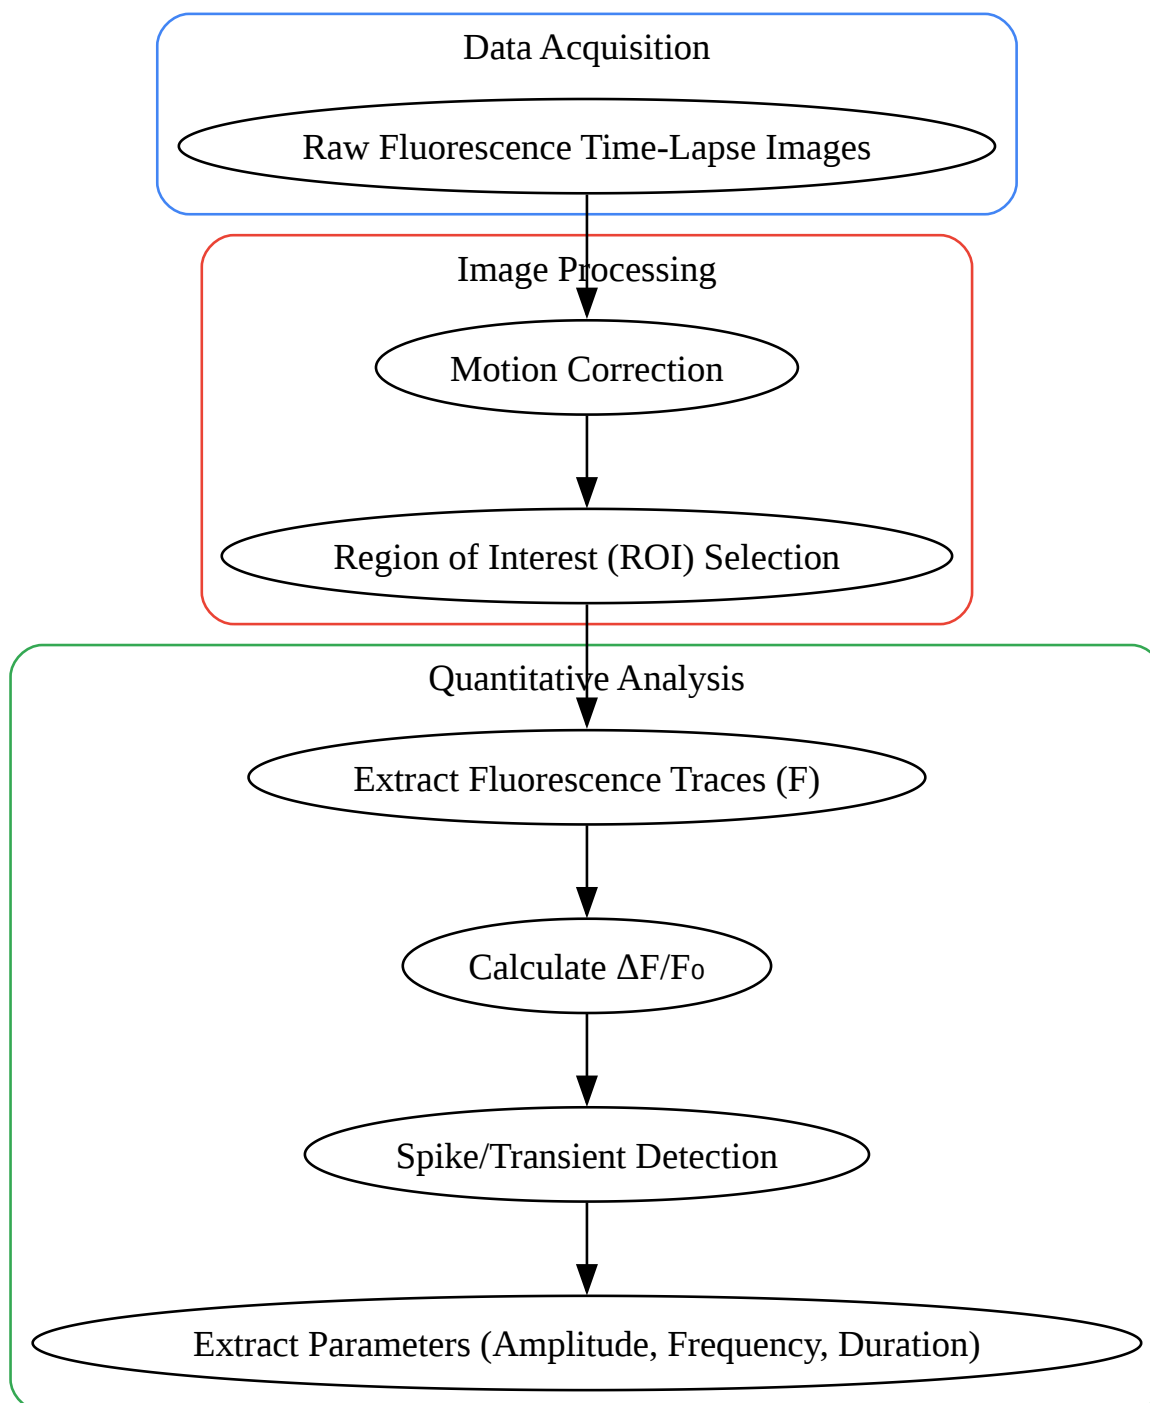 Data Acquisition
Raw Fluorescence Time-Lapse Images
Image Processing
Motion Correction
Region of Interest (ROI) Selection
Quantitative Analysis
Extract Fluorescence Traces (F)
Calculate ΔF/F₀
Spike/Transient Detection
Extract Parameters (Amplitude, Frequency, Duration)